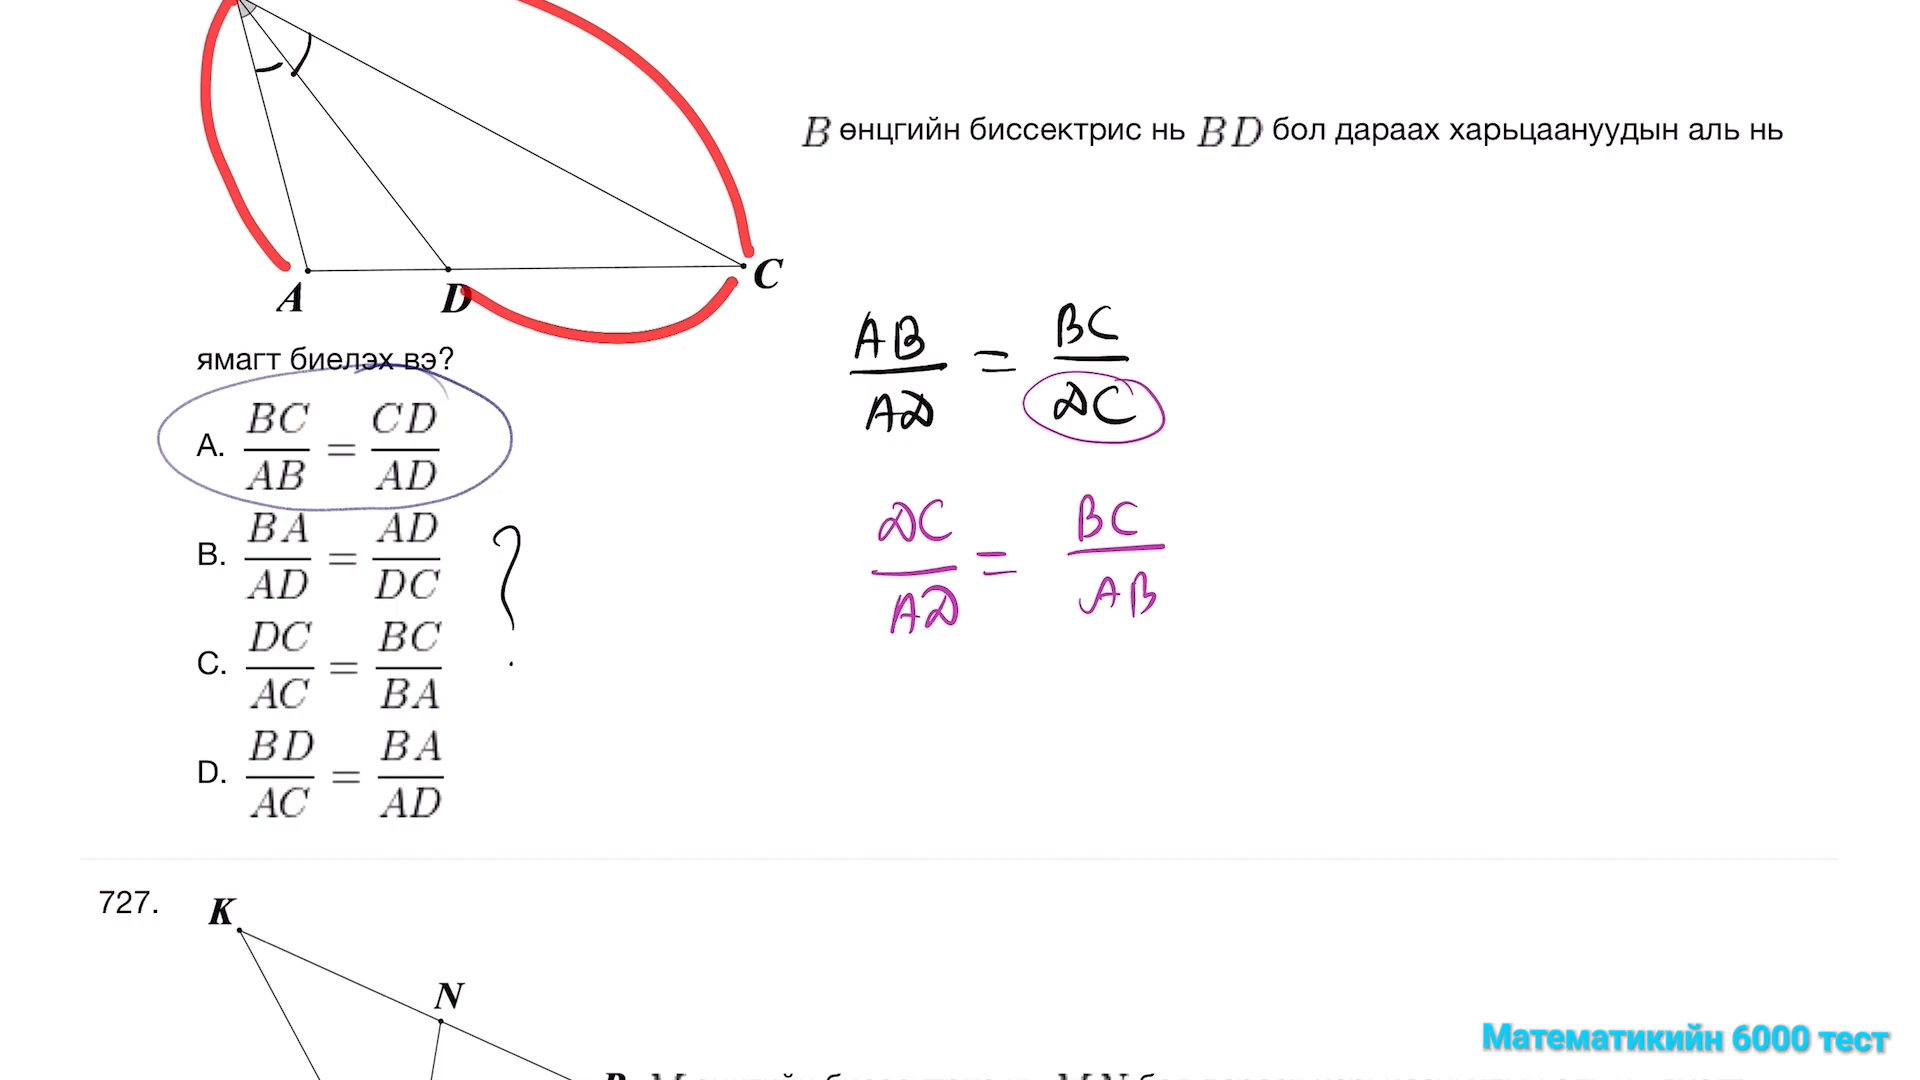 B өнцгийн биссектрис нь BD бол дараах харьцаануудын аль нь
A
D
C
ямагт биелэх вэ?
A. BC/AB = CD/AD
B. BA/AD = AD/DC
C. DC/AC = BC/BA
D. BD/AC = BA/AD
?
AB/AD = BC/DC
DC/AD = BC/AB
727.
K
N
Математикийн 6000 тест